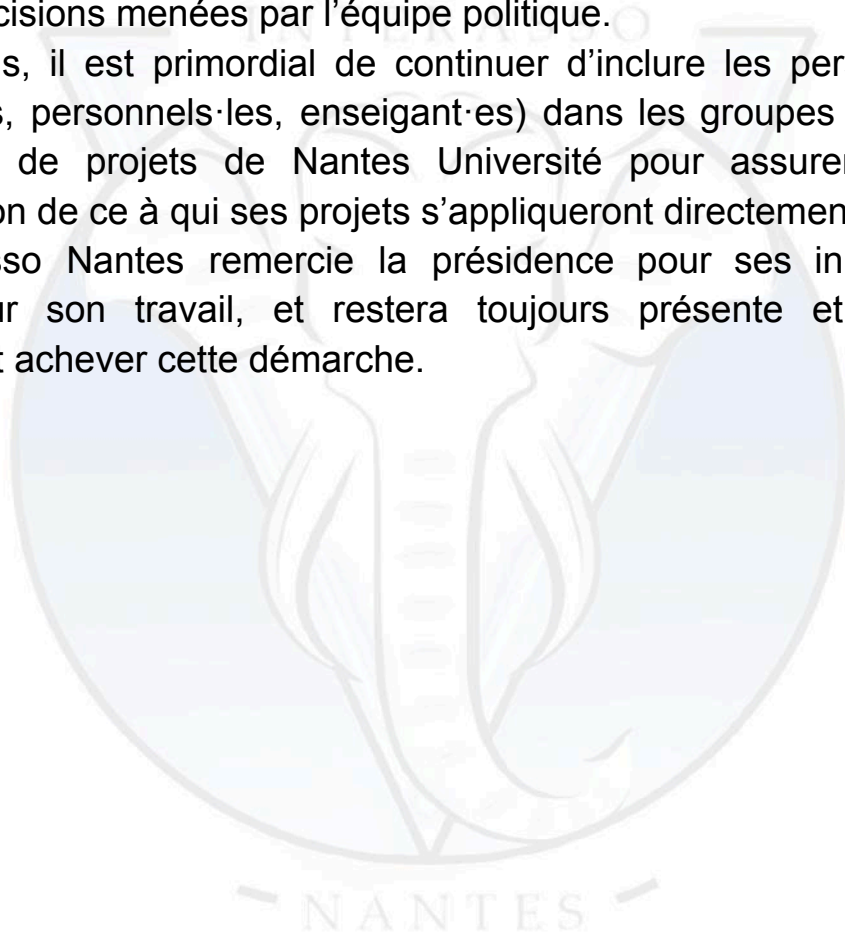 cisions menées par l’équipe politique.
INTERASSO
s, il est primordial de continuer d’inclure les per
s, personnels·les, enseigant·es) dans les groupes
de projets de Nantes Université pour assurer
on de ce à qui ses projets s’appliqueront directemen
sso Nantes remercie la présidence pour ses in
ur son travail, et restera toujours présente et
t achever cette démarche.
NANTES